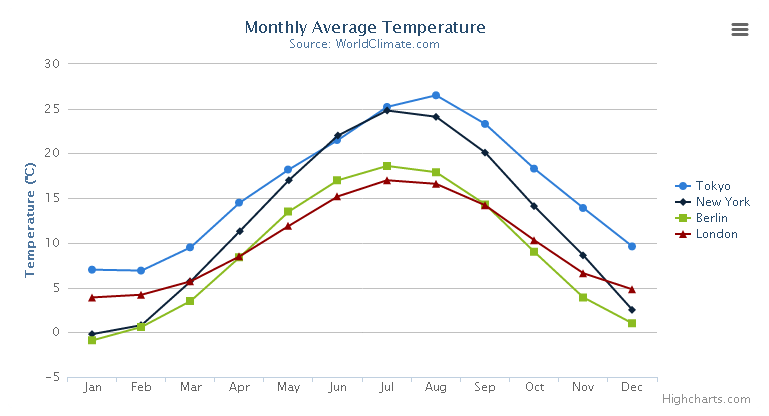 Monthly Average Temperature
Source: WorldClimate.com
Temperature (℃)
30
25
20
15
10
5
0
−5
Jan Feb Mar Apr May Jun Jul Aug Sep Oct Nov Dec
Tokyo
New York
Berlin
London
Highcharts.com